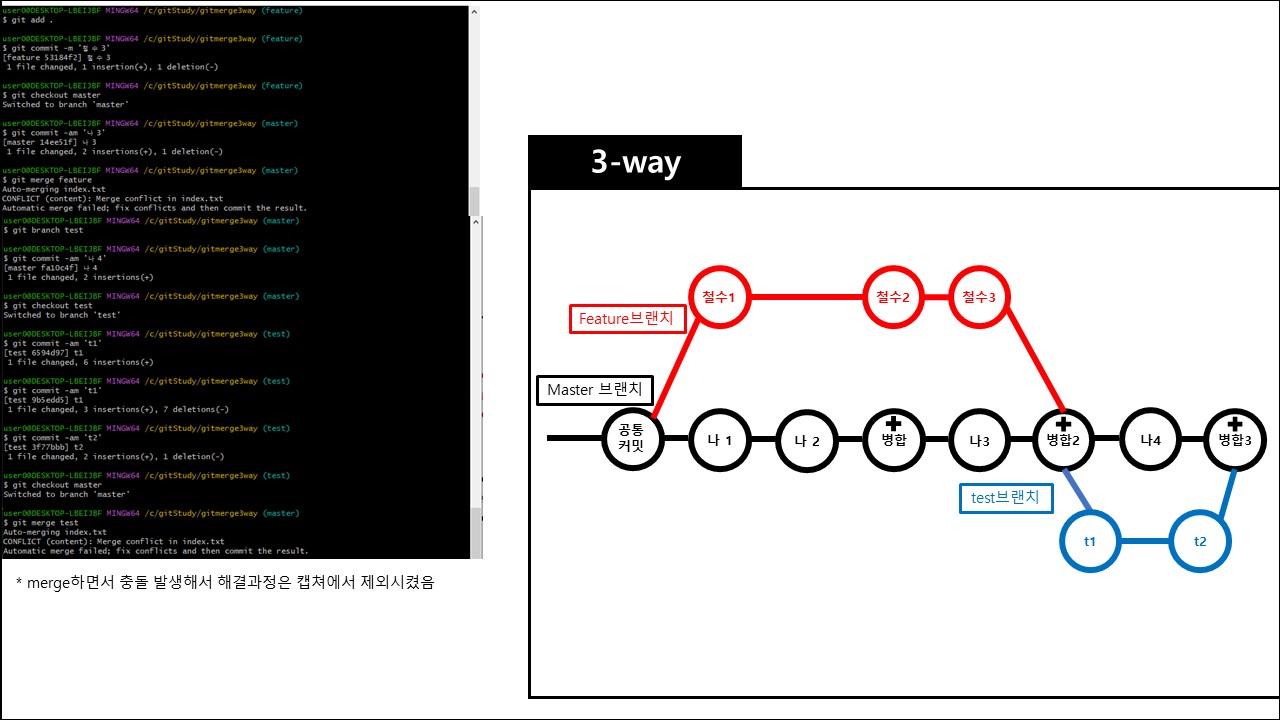 user0@DESKTOP-LBEIJBF MINGW64 /c/gitStudy/gitmerge3way (feature)
$ git add .
user0@DESKTOP-LBEIJBF MINGW64 /c/gitStudy/gitmerge3way (feature)
$ git commit -m '철수3'
[feature 53184f2] 철수3
1 file changed, 1 insertion(+), 1 deletion(-)
user0@DESKTOP-LBEIJBF MINGW64 /c/gitStudy/gitmerge3way (feature)
$ git checkout master
Switched to branch 'master'
user0@DESKTOP-LBEIJBF MINGW64 /c/gitStudy/gitmerge3way (master)
$ git commit -am '나3'
[master 14ee51f] 나3
1 file changed, 2 insertions(+), 1 deletion(-)
user0@DESKTOP-LBEIJBF MINGW64 /c/gitStudy/gitmerge3way (master)
$ git merge feature
Auto-merging index.txt
CONFLICT (content): Merge conflict in index.txt
Automatic merge failed; fix conflicts and then commit the result.
user0@DESKTOP-LBEIJBF MINGW64 /c/gitStudy/gitmerge3way (master)
$ git branch test
user0@DESKTOP-LBEIJBF MINGW64 /c/gitStudy/gitmerge3way (master)
$ git commit -am '나4'
[master fa10c4f] 나4
1 file changed, 2 insertions(+)
user0@DESKTOP-LBEIJBF MINGW64 /c/gitStudy/gitmerge3way (master)
$ git checkout test
Switched to branch 'test'
user0@DESKTOP-LBEIJBF MINGW64 /c/gitStudy/gitmerge3way (test)
$ git commit -am 't1'
[test 6594d97] t1
1 file changed, 6 insertions(+)
user0@DESKTOP-LBEIJBF MINGW64 /c/gitStudy/gitmerge3way (test)
$ git commit -am 't1'
[test 9b5edd5] t1
1 file changed, 3 insertions(+), 7 deletions(-)
user0@DESKTOP-LBEIJBF MINGW64 /c/gitStudy/gitmerge3way (test)
$ git commit -am 't2'
[test 3f77bbb] t2
1 file changed, 2 insertions(+), 1 deletion(-)
user0@DESKTOP-LBEIJBF MINGW64 /c/gitStudy/gitmerge3way (test)
$ git checkout master
Switched to branch 'master'
user0@DESKTOP-LBEIJBF MINGW64 /c/gitStudy/gitmerge3way (master)
$ git merge test
Auto-merging index.txt
CONFLICT (content): Merge conflict in index.txt
Automatic merge failed; fix conflicts and then commit the result.
* merge하면서 충돌 발생해서 해결과정은 캡쳐에서 제외시켰음
3-way
철수1
철수2
철수3
Feature브랜치
Master 브랜치
공통
커밋
나 1
나 2
병합
나3
병합2
나4
병합3
test브랜치
t1
t2